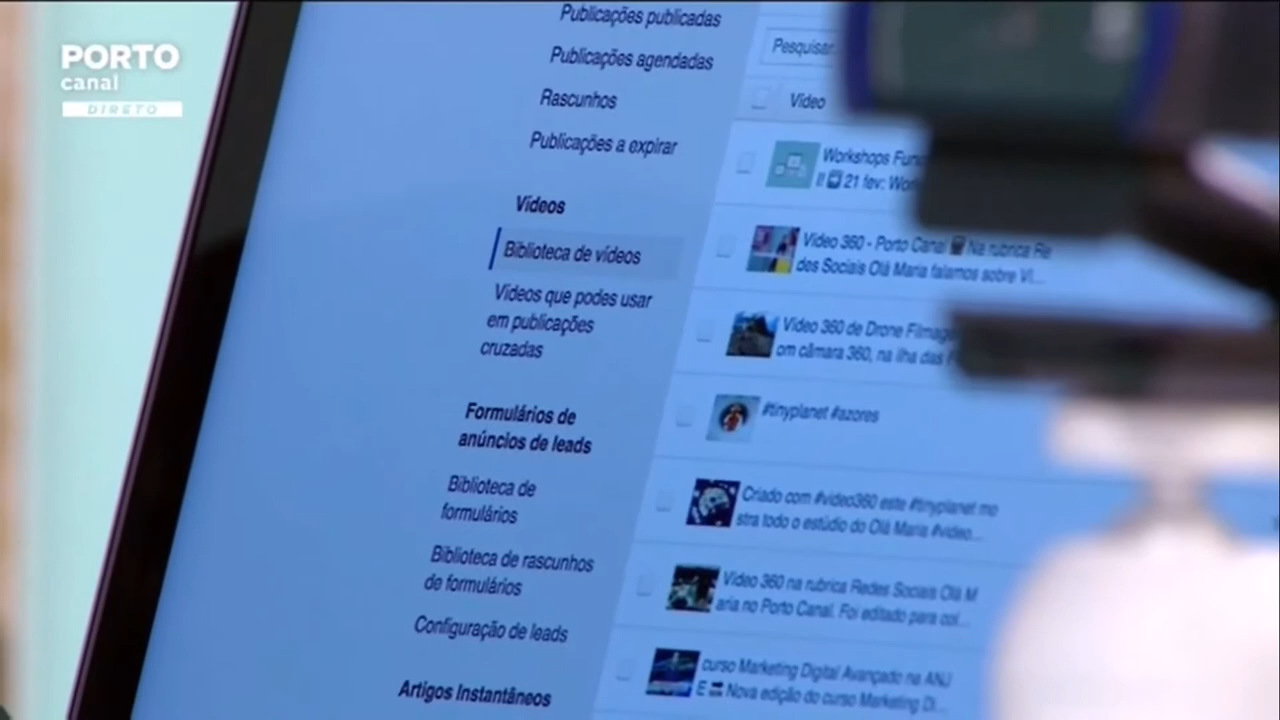 PORTO
canal
DIRETO
Publicações publicadas
Publicações agendadas
Rascunhos
Publicações a expirar
Vídeos
Biblioteca de vídeos
Vídeos que podes usar
em publicações
cruzadas
Formulários de
anúncios de leads
Biblioteca de
formulários
Biblioteca de rascunhos
de formulários
Configuração de leads
Artigos Instantâneos
Pesquisar
Vídeo
Workshops
21 fev:
Vídeo 360 - Porto Canal Na rubrica Re
des Sociais Olá Maria falamos sobre Ví...
Vídeo 360 de Drone
om câmara 360, na ilha das
#tinyplanet #azores
Criado com #video360 este #tinyplanet mo
stra todo o estúdio do Olá Maria #video...
Vídeo 360 na rubrica Redes Sociais Olá M
aria no Porto Canal. Foi editado para col...
curso Marketing Digital Avançado na ANJ
E Nova edição do curso Marketing Di...